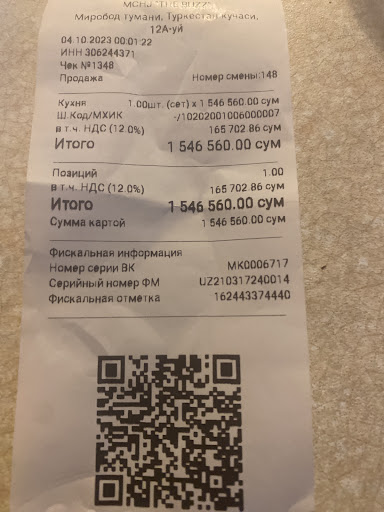 МСHJ "THE BUZZ"
Миробод тумани, Туркестан кучаси,
12А-уй
04.10.2023 00:01:22
ИНН 306244371
Чек №1348
Продажа Номер смены:148
Кухня 1.00шт. (сет) x 1 546 560.00 сум
Ш.Код/МХИК -/10202001006000007
в т.ч. НДС (12.0%) 165 702.86 сум
Итого 1 546 560.00 сум
Позиций 1.00
в т.ч. НДС (12.0%) 165 702.86 сум
Итого 1 546 560.00 сум
Сумма картой 1 546 560.00 сум
Фискальная информация
Номер серии ВК MK0006717
Серийный номер ФМ UZ210317240014
Фискальная отметка 162443374440